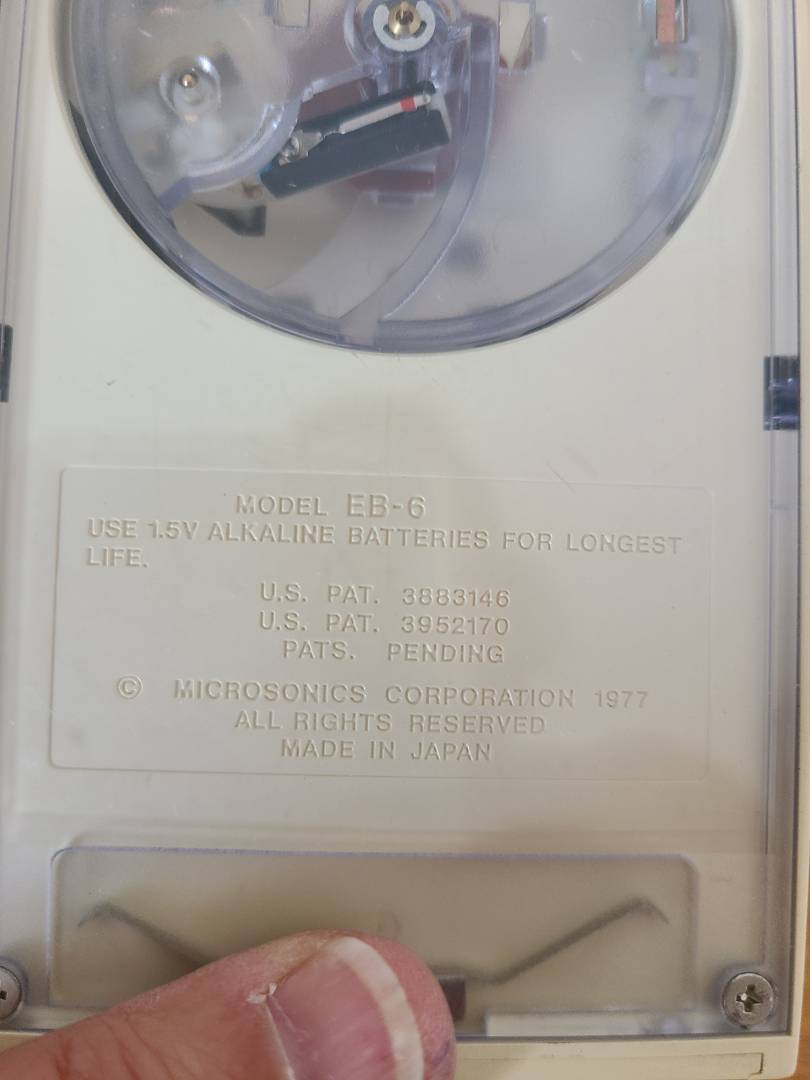 MODEL EB-6
USE 1.5V ALKALINE BATTERIES FOR LONGEST
LIFE.
U.S. PAT. 3883146
U.S. PAT. 3952170
PATS. PENDING
© MICROSONICS CORPORATION 1977
ALL RIGHTS RESERVED
MADE IN JAPAN